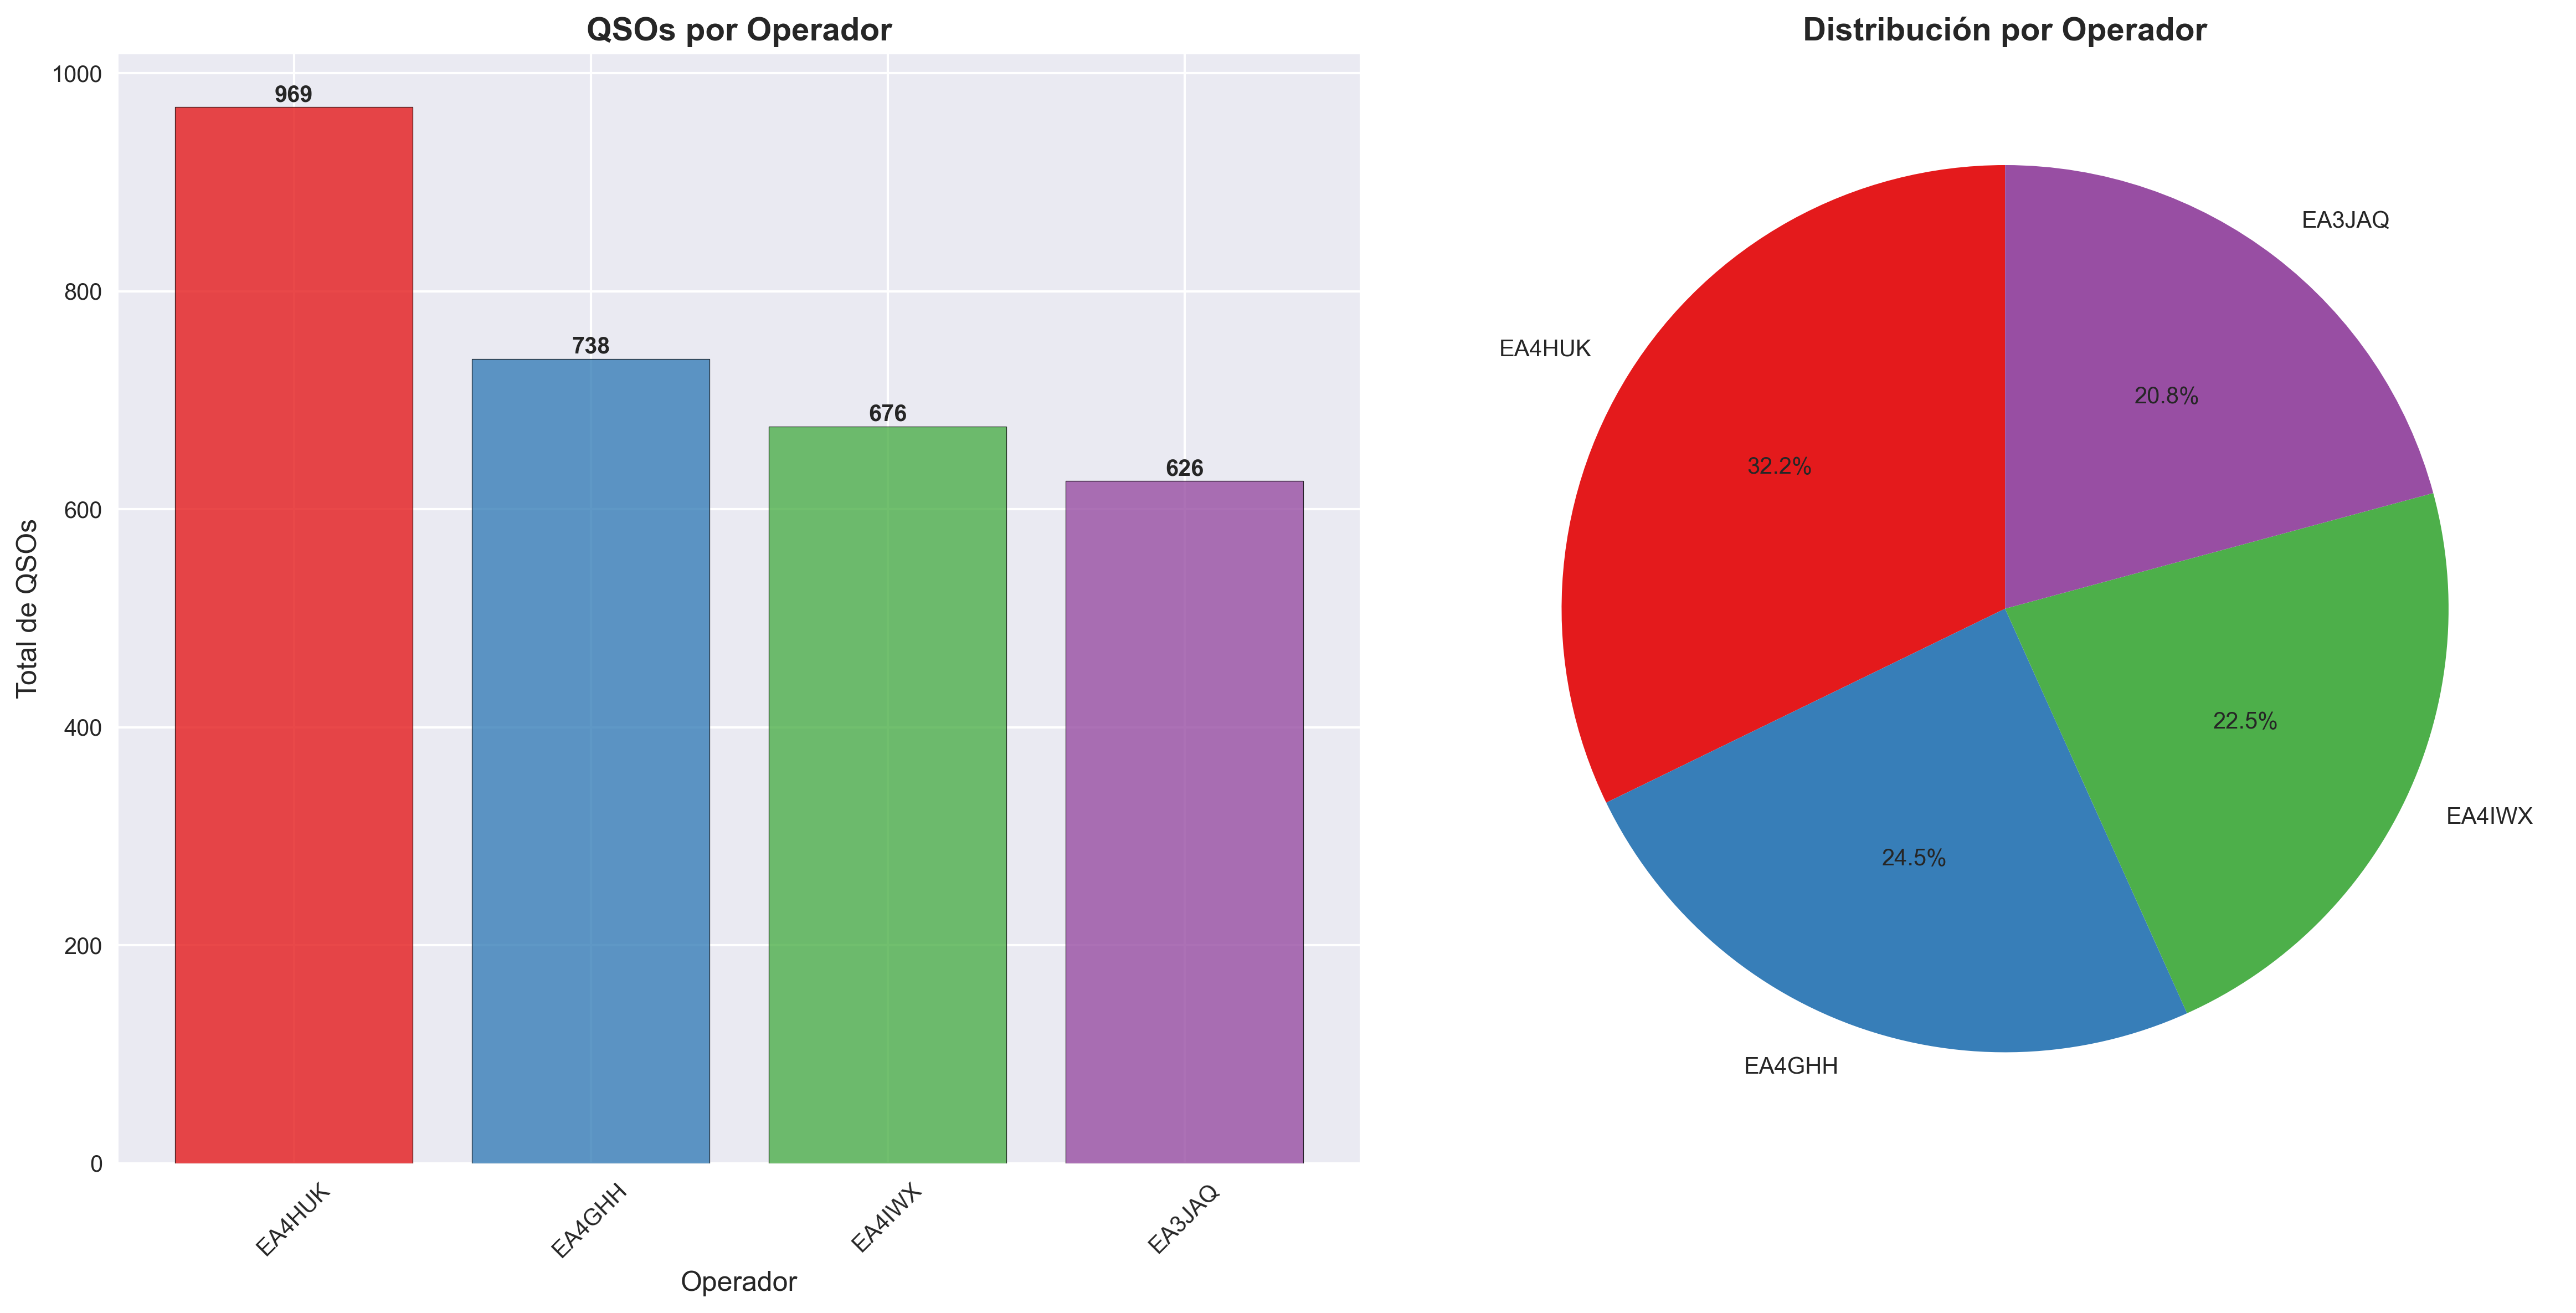 QSOs por Operador
1000
800
600
400
200
0
Total de QSOs
969
738
676
626
EA4HUK
EA4GHH
EA4IWX
EA3JAQ
Operador
Distribución por Operador
EA3JAQ
EA4HUK
20.8%
32.2%
22.5%
EA4IWX
24.5%
EA4GHH